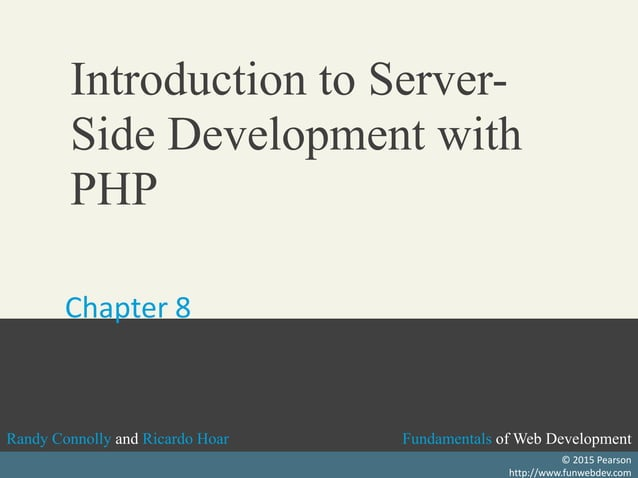 Introduction to Server-
Side Development with
PHP
Chapter 8
Randy Connolly and Ricardo Hoar
Fundamentals of Web Development
© 2015 Pearson
http://www.funwebdev.com